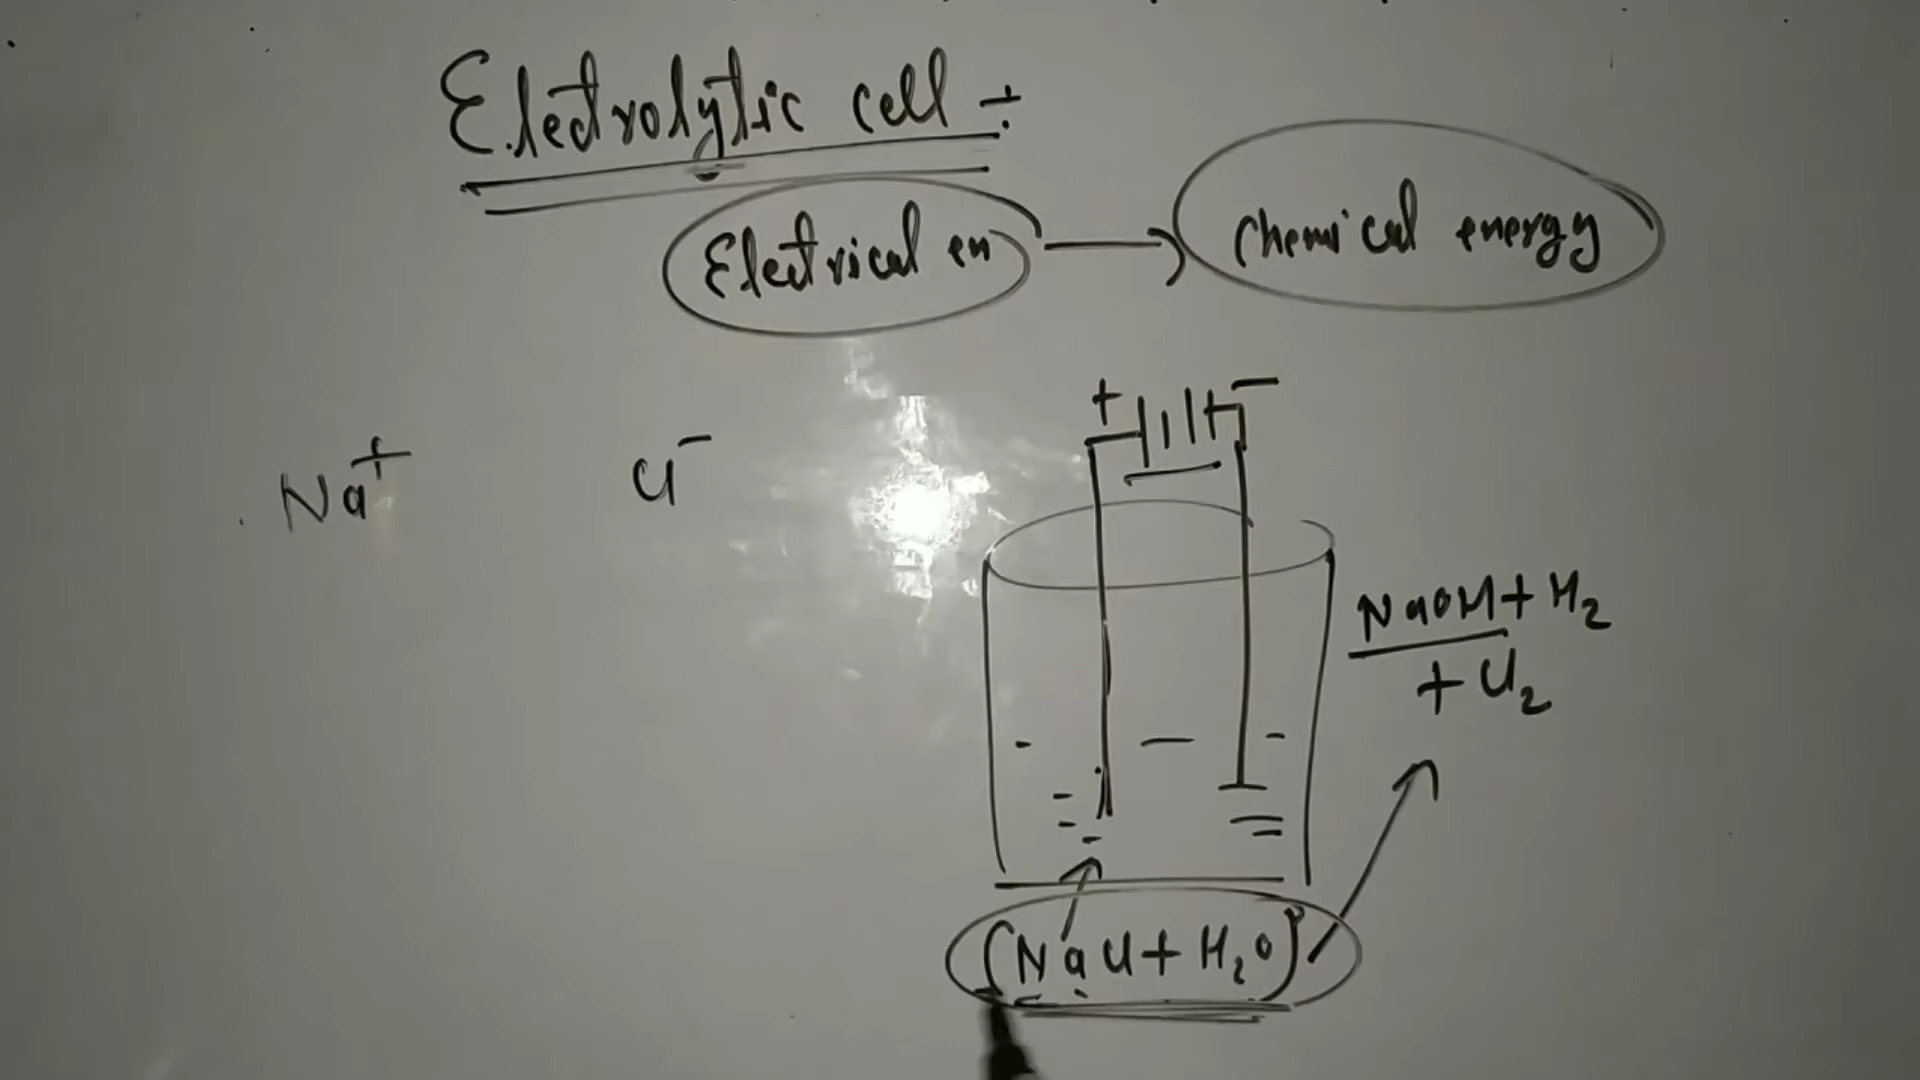 Electrolytic cell ÷
Electrical en → Chemical energy
+ −
Na⁺ Cl⁻
NaOH + H₂
+ Cl₂
(NaCl + H₂O)